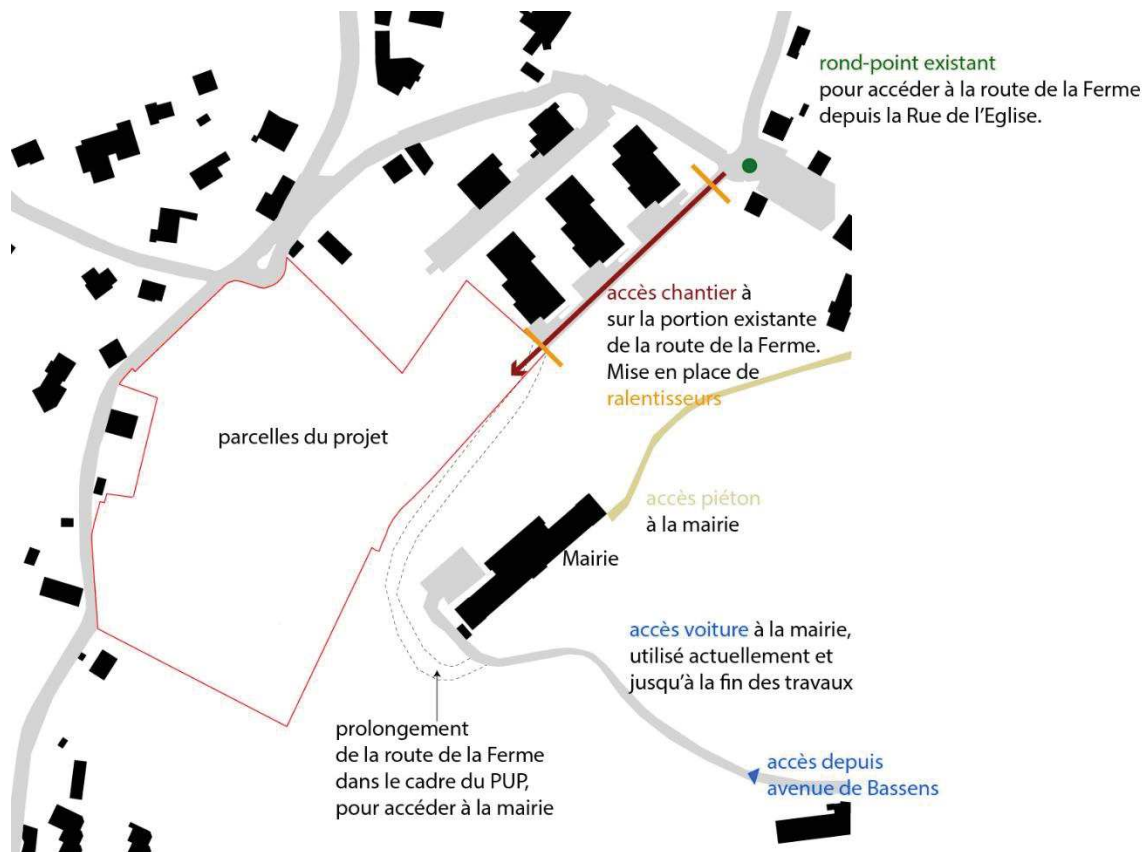 rond-point existant
pour accéder à la route de la Ferme
depuis la Rue de l'Eglise.
accès chantier à
sur la portion existante
de la route de la Ferme.
Mise en place de
ralentisseurs
parcelles du projet
accès piéton
à la mairie
Mairie
accès voiture à la mairie,
utilisé actuellement et
jusqu'à la fin des travaux
prolongement
de la route de la Ferme
dans le cadre du PUP,
pour accéder à la mairie
accès depuis
avenue de Bassens